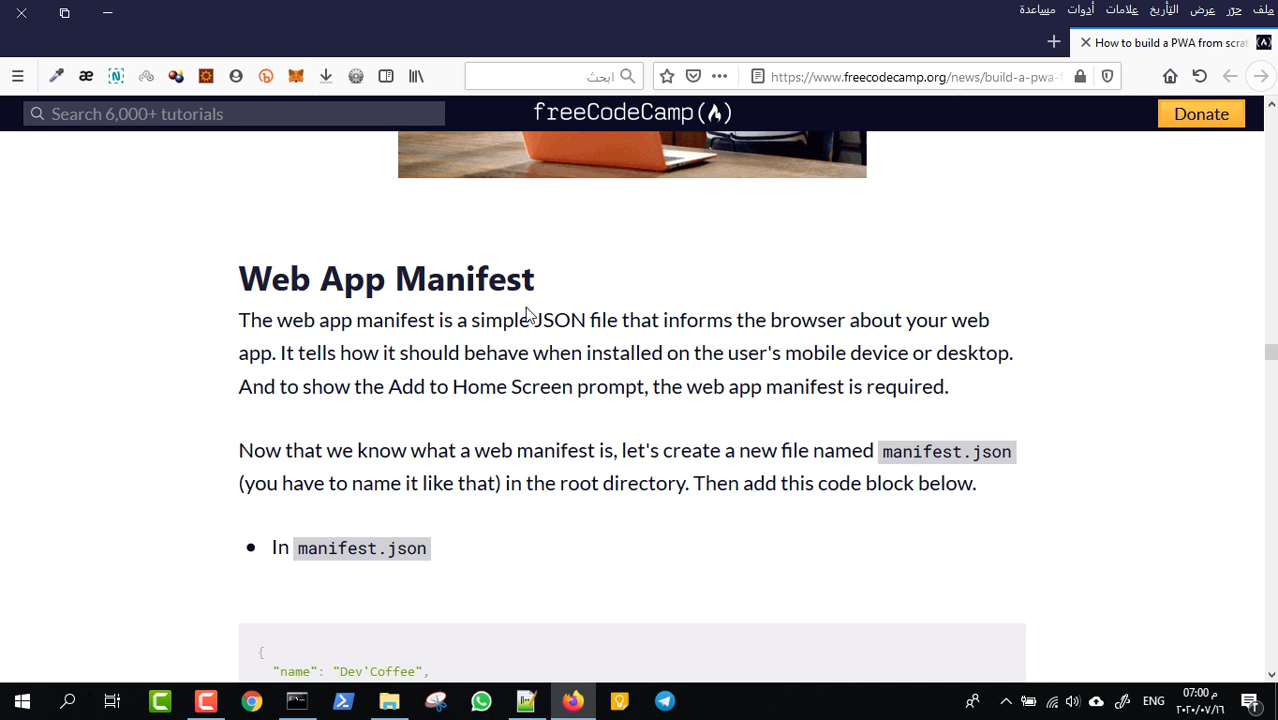 ملف حرّر عرض التأريخ علامات أدوات مساعدة
How to build a PWA from scrat
ابحث
https://www.freecodecamp.org/news/build-a-pwa-f
Search 6,000+ tutorials
freeCodeCamp
Donate
Web App Manifest
The web app manifest is a simple JSON file that informs the browser about your web
app. It tells how it should behave when installed on the user's mobile device or desktop.
And to show the Add to Home Screen prompt, the web app manifest is required.
Now that we know what a web manifest is, let's create a new file named manifest.json
(you have to name it like that) in the root directory. Then add this code block below.
• In manifest.json
{
"name": "Dev'Coffee",
ENG
07:00 م
٢٠٢٠/٠٧/١٦